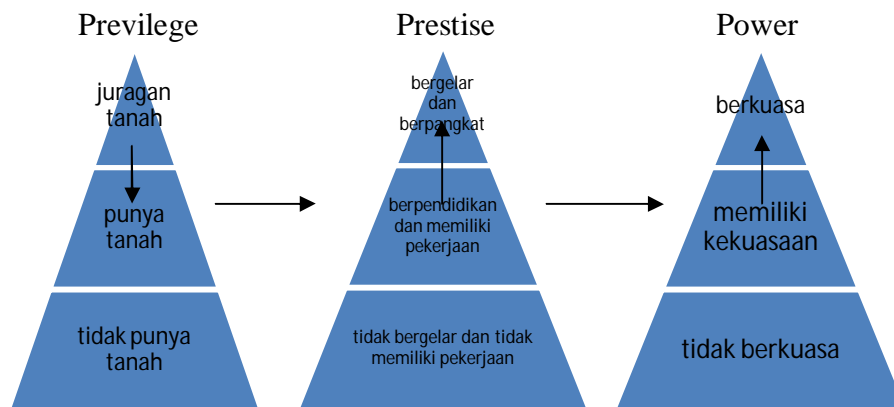 Previlege
juragan
tanah
punya
tanah
tidak punya
tanah
Prestise
bergelar
dan
berpangkat
berpendidikan
dan memiliki
pekerjaan
tidak bergelar dan tidak
memiliki pekerjaan
Power
berkuasa
memiliki
kekuasaan
tidak berkuasa